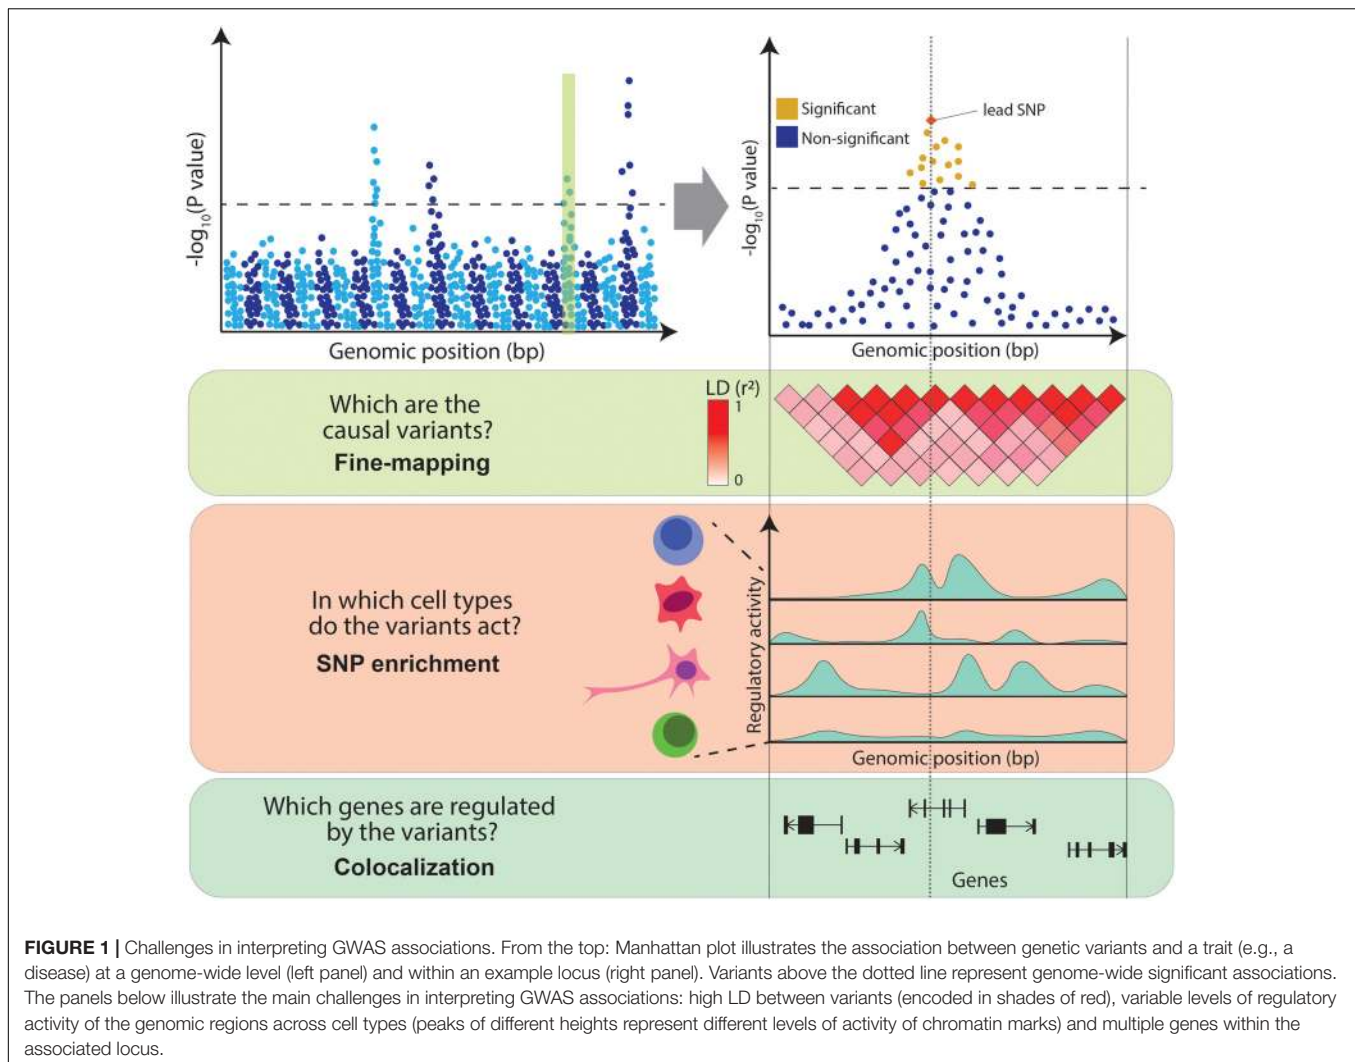 -log10(P value)
Genomic position (bp)
Significant
Non-significant
lead SNP
-log10(P value)
Genomic position (bp)
Which are the
causal variants?
Fine-mapping
LD (r²)
1
0
In which cell types
do the variants act?
SNP enrichment
Regulatory activity
Genomic position (bp)
Which genes are regulated
by the variants?
Colocalization
Genes
FIGURE 1 | Challenges in interpreting GWAS associations. From the top: Manhattan plot illustrates the association between genetic variants and a trait (e.g., a
disease) at a genome-wide level (left panel) and within an example locus (right panel). Variants above the dotted line represent genome-wide significant associations.
The panels below illustrate the main challenges in interpreting GWAS associations: high LD between variants (encoded in shades of red), variable levels of regulatory
activity of the genomic regions across cell types (peaks of different heights represent different levels of activity of chromatin marks) and multiple genes within the
associated locus.